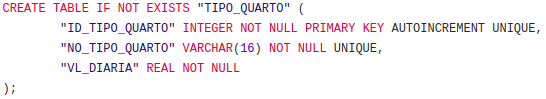 CREATE TABLE IF NOT EXISTS "TIPO_QUARTO" (
"ID_TIPO_QUARTO" INTEGER NOT NULL PRIMARY KEY AUTOINCREMENT UNIQUE,
"NO_TIPO_QUARTO" VARCHAR(16) NOT NULL UNIQUE,
"VL_DIARIA" REAL NOT NULL
);